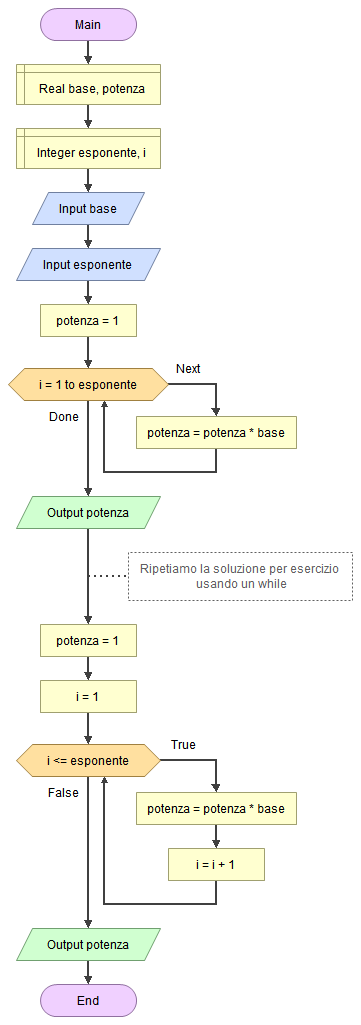 Main
Real base, potenza
Integer esponente, i
Input base
Input esponente
potenza = 1
i = 1 to esponente
Next
potenza = potenza * base
Done
Output potenza
Ripetiamo la soluzione per esercizio
usando un while
potenza = 1
i = 1
i <= esponente
True
potenza = potenza * base
i = i + 1
False
Output potenza
End